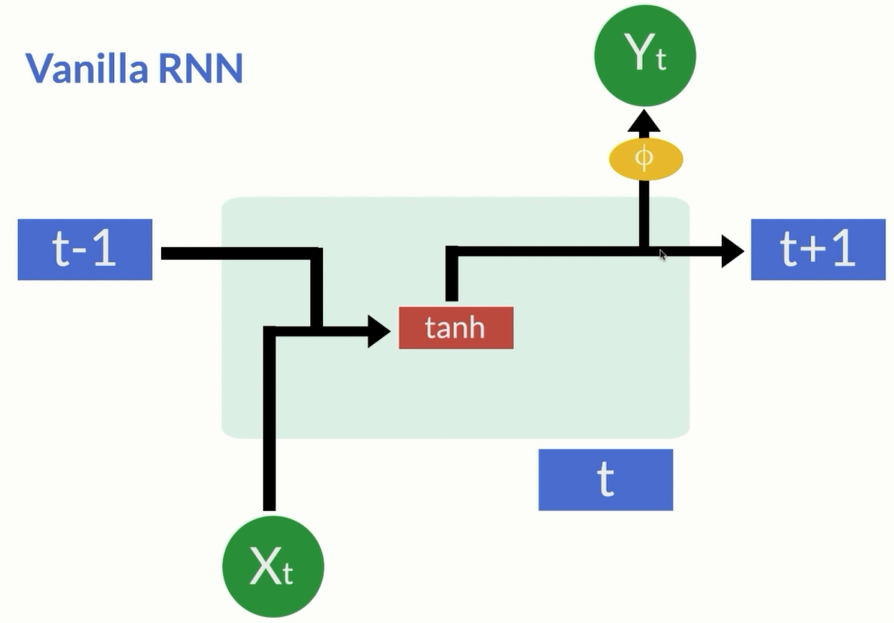 Vanilla RNN
Yt
ϕ
t-1
t+1
tanh
t
Xt